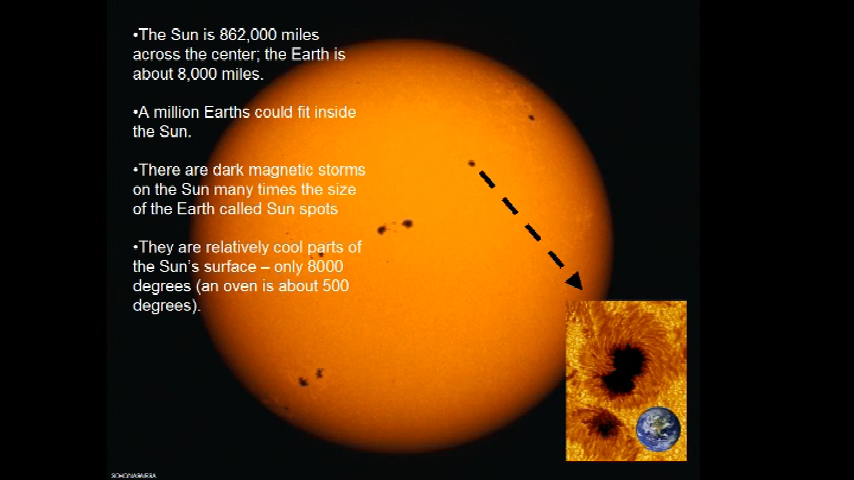 •The Sun is 862,000 miles
across the center; the Earth is
about 8,000 miles.
•A million Earths could fit inside
the Sun.
•There are dark magnetic storms
on the Sun many times the size
of the Earth called Sun spots
•They are relatively cool parts of
the Sun’s surface – only 8000
degrees (an oven is about 500
degrees).